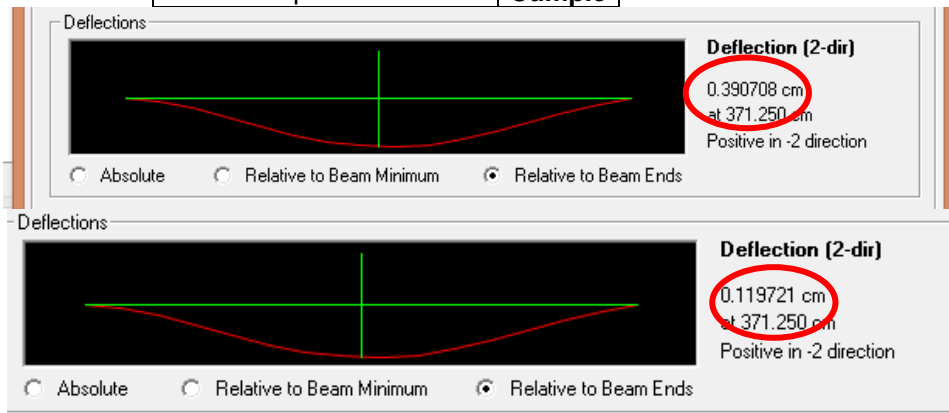 Sample
Deflections
Deflection (2-dir)
0.390708 cm
at 371.250 cm
Positive in -2 direction
Absolute Relative to Beam Minimum Relative to Beam Ends
Deflections
Deflection (2-dir)
0.119721 cm
at 371.250 cm
Positive in -2 direction
Absolute Relative to Beam Minimum Relative to Beam Ends